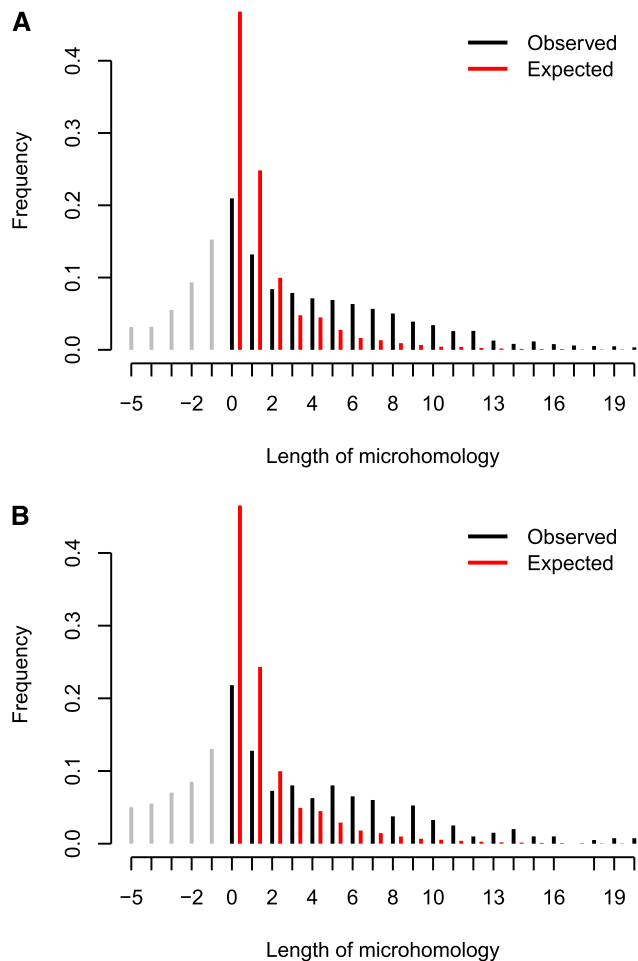 A
Observed
Expected
Frequency
0.4
0.3
0.2
0.1
0.0
−5 −2 0 2 4 6 8 10 13 16 19
Length of microhomology
B
Observed
Expected
Frequency
0.4
0.3
0.2
0.1
0.0
−5 −2 0 2 4 6 8 10 13 16 19
Length of microhomology